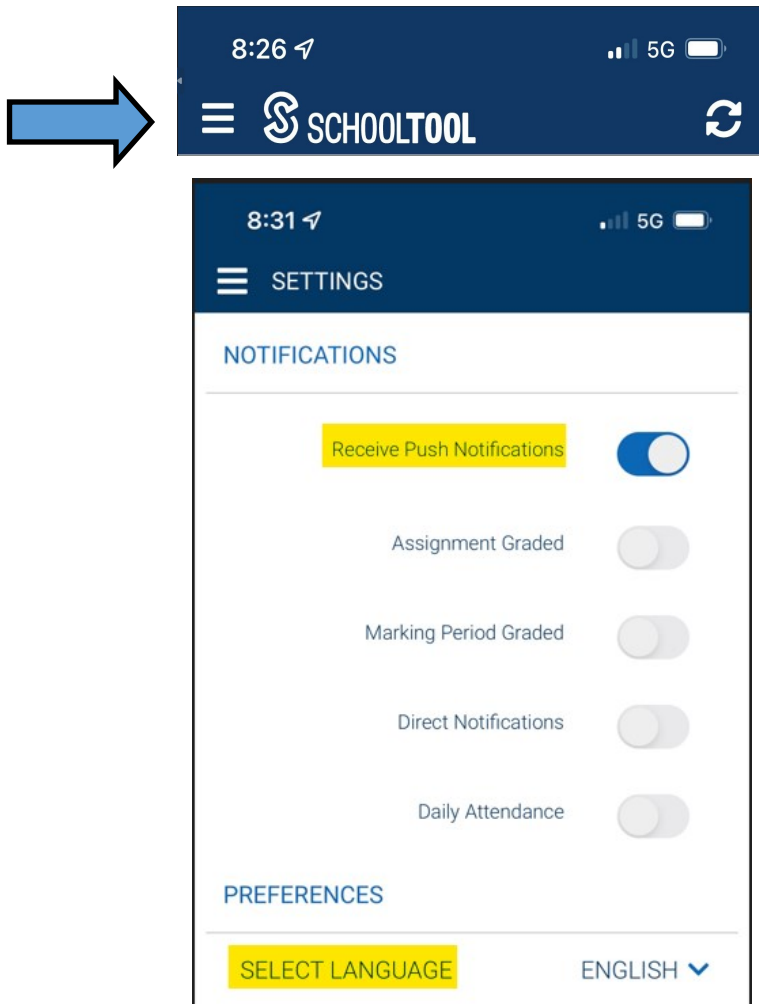 8:26 5G
SCHOOLTOOL
8:31 5G
SETTINGS
NOTIFICATIONS
Receive Push Notifications
Assignment Graded
Marking Period Graded
Direct Notifications
Daily Attendance
PREFERENCES
SELECT LANGUAGE ENGLISH